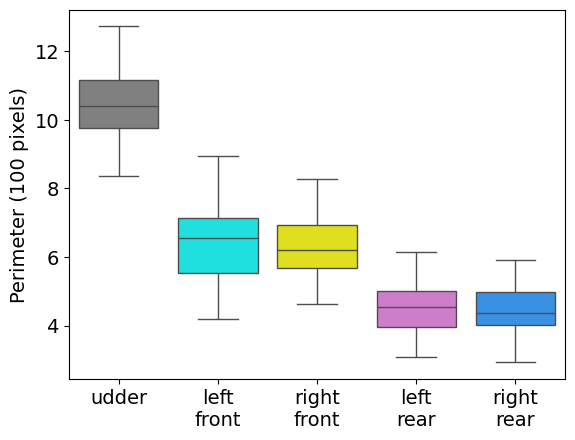 Perimeter (100 pixels)
12
10
8
6
4
udder
left
front
right
front
left
rear
right
rear